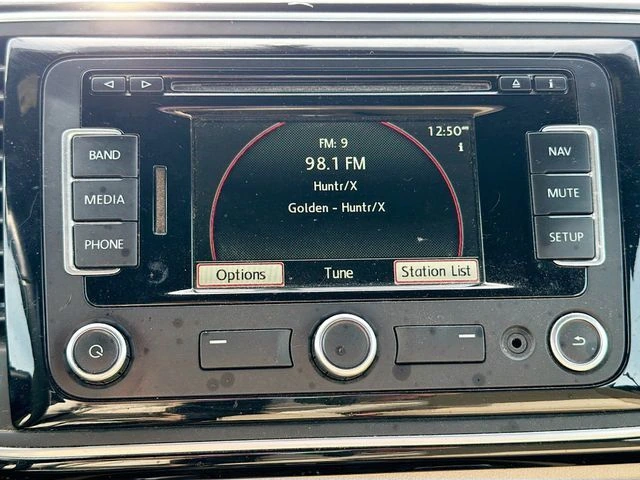 BAND
MEDIA
PHONE
FM: 9
12:50 AM
i
98.1 FM
Huntr/X
Golden - Huntr/X
Options
Tune
Station List
i
NAV
MUTE
SETUP